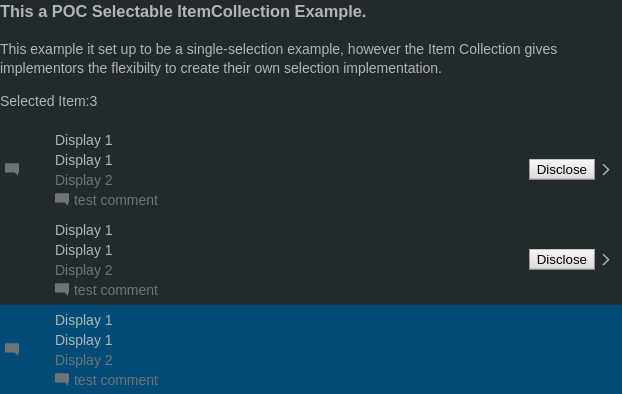 This a POC Selectable ItemCollection Example.
This example it set up to be a single-selection example, however the Item Collection gives
implementors the flexibilty to create their own selection implementation.
Selected Item:3
Display 1
Display 1
Display 2
test comment
Disclose
Display 1
Display 1
Display 2
test comment
Disclose
Display 1
Display 1
Display 2
test comment